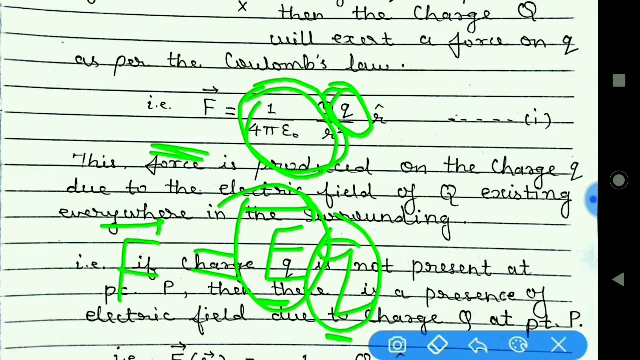 x then the Charge Q
will exert a force on q
as per the Coulomb's law.
i.e. F⃗ = 1/4πε₀ Qq/r² r̂ -----(i)
This force is produced on the Charge q
due to the electric field of Q existing
everywhere in the surrounding.
F = E q
i.e. if Charge q is not present at
pt. P, then there is a presence of
electric field due to Charge Q at pt. P.